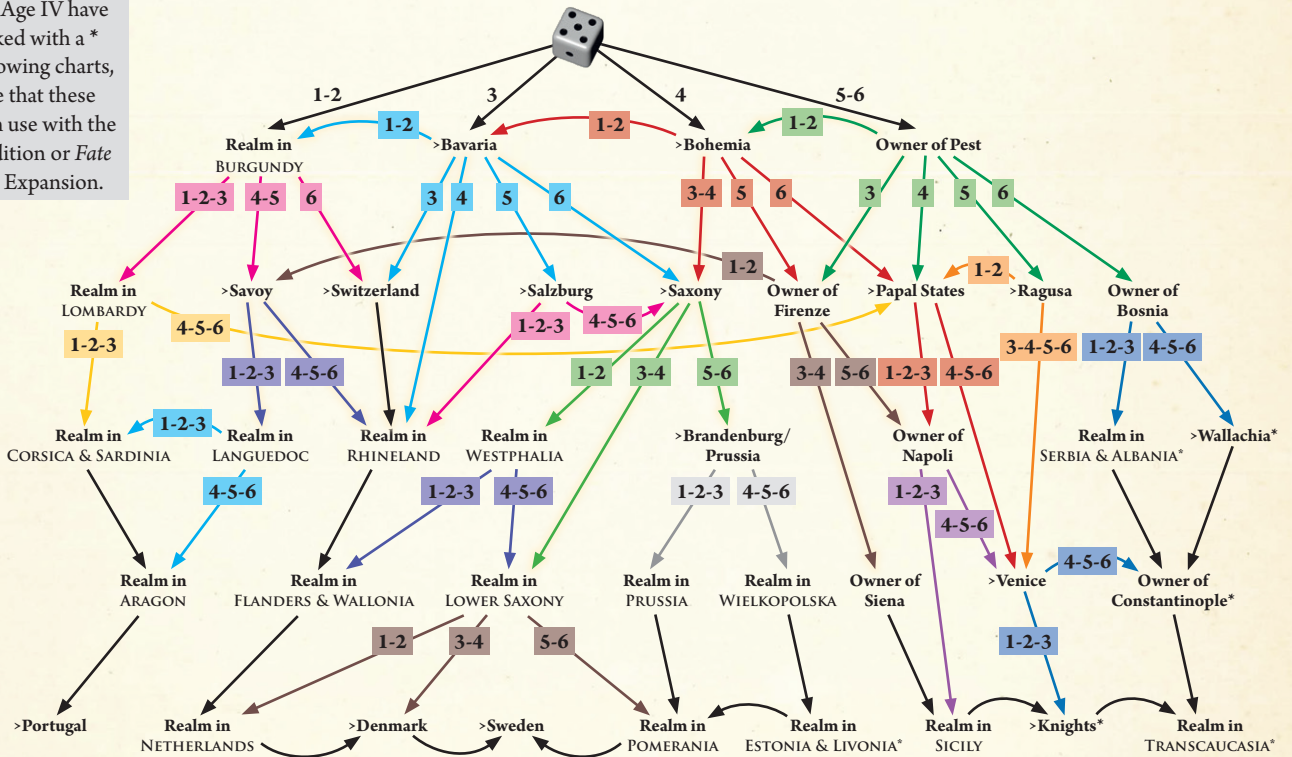 Age IV have
ked with a *
owing charts,
e that these
n use with the
dition or Fate
Expansion.
1-2
3
4
5-6
1-2
1-2
1-2
Realm in
BURGUNDY
>Bavaria
>Bohemia
Owner of Pest
1-2-3
4-5
6
3
4
5
6
3-4
5
6
3
4
5
6
1-2
1-2
Realm in
LOMBARDY
>Savoy
>Switzerland
>Salzburg
>Saxony
Owner of
Firenze
>Papal States
>Ragusa
Owner of
Bosnia
4-5-6
1-2-3
4-5-6
1-2-3
3-4-5-6
1-2-3
4-5-6
1-2-3
4-5-6
1-2
3-4
5-6
3-4
5-6
1-2-3
4-5-6
1-2-3
Realm in
CORSICA & SARDINIA
Realm in
LANGUEDOC
Realm in
RHINELAND
Realm in
WESTPHALIA
>Brandenburg/
Prussia
Owner of
Napoli
Realm in
SERBIA & ALBANIA*
>Wallachia*
4-5-6
1-2-3
4-5-6
1-2-3
4-5-6
1-2-3
4-5-6
4-5-6
Realm in
ARAGON
Realm in
FLANDERS & WALLONIA
Realm in
LOWER SAXONY
Realm in
PRUSSIA
Realm in
WIELKOPOLSKA
Owner of
Siena
>Venice
Owner of
Constantinople*
1-2
3-4
5-6
1-2-3
>Portugal
Realm in
NETHERLANDS
>Denmark
>Sweden
Realm in
POMERANIA
Realm in
ESTONIA & LIVONIA*
Realm in
SICILY
>Knights*
Realm in
TRANSCAUCASIA*